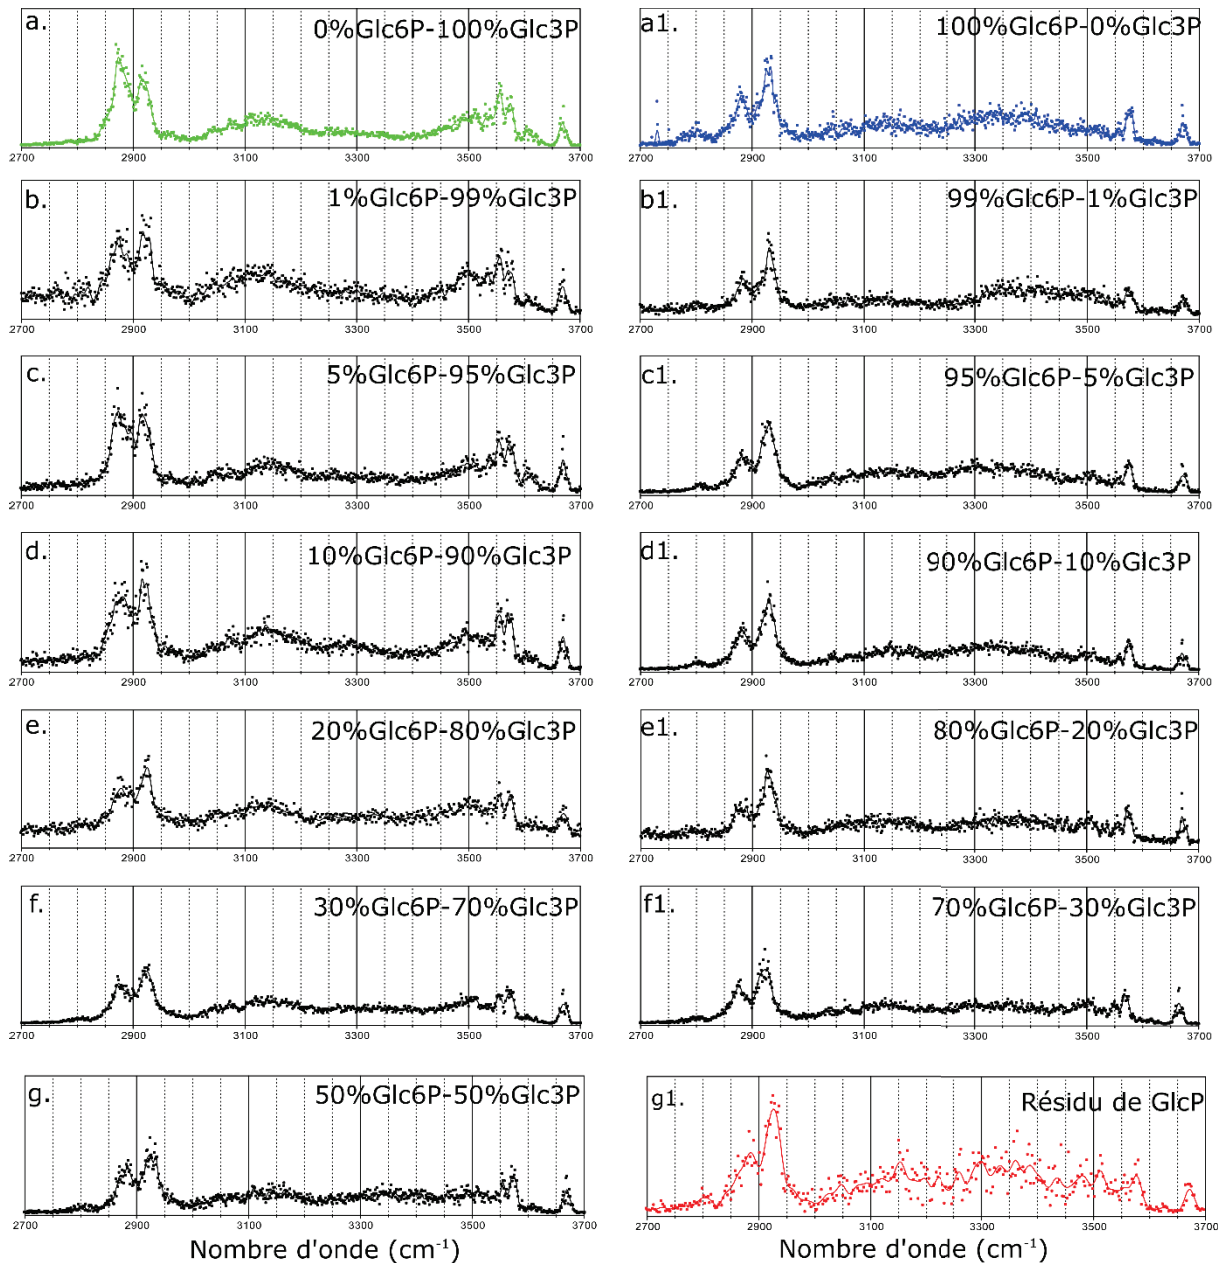 a. 0%Glc6P-100%Glc3P
2700 2900 3100 3300 3500 3700
a1. 100%Glc6P-0%Glc3P
2700 2900 3100 3300 3500 3700
b. 1%Glc6P-99%Glc3P
2700 2900 3100 3300 3500 3700
b1. 99%Glc6P-1%Glc3P
2700 2900 3100 3300 3500 3700
c. 5%Glc6P-95%Glc3P
2700 2900 3100 3300 3500 3700
c1. 95%Glc6P-5%Glc3P
2700 2900 3100 3300 3500 3700
d. 10%Glc6P-90%Glc3P
2700 2900 3100 3300 3500 3700
d1. 90%Glc6P-10%Glc3P
2700 2900 3100 3300 3500 3700
e. 20%Glc6P-80%Glc3P
2700 2900 3100 3300 3500 3700
e1. 80%Glc6P-20%Glc3P
2700 2900 3100 3300 3500 3700
f. 30%Glc6P-70%Glc3P
2700 2900 3100 3300 3500 3700
f1. 70%Glc6P-30%Glc3P
2700 2900 3100 3300 3500 3700
g. 50%Glc6P-50%Glc3P
2700 2900 3100 3300 3500 3700
Nombre d'onde (cm⁻¹)
g1. Résidu de GlcP
2700 2900 3100 3300 3500 3700
Nombre d'onde (cm⁻¹)